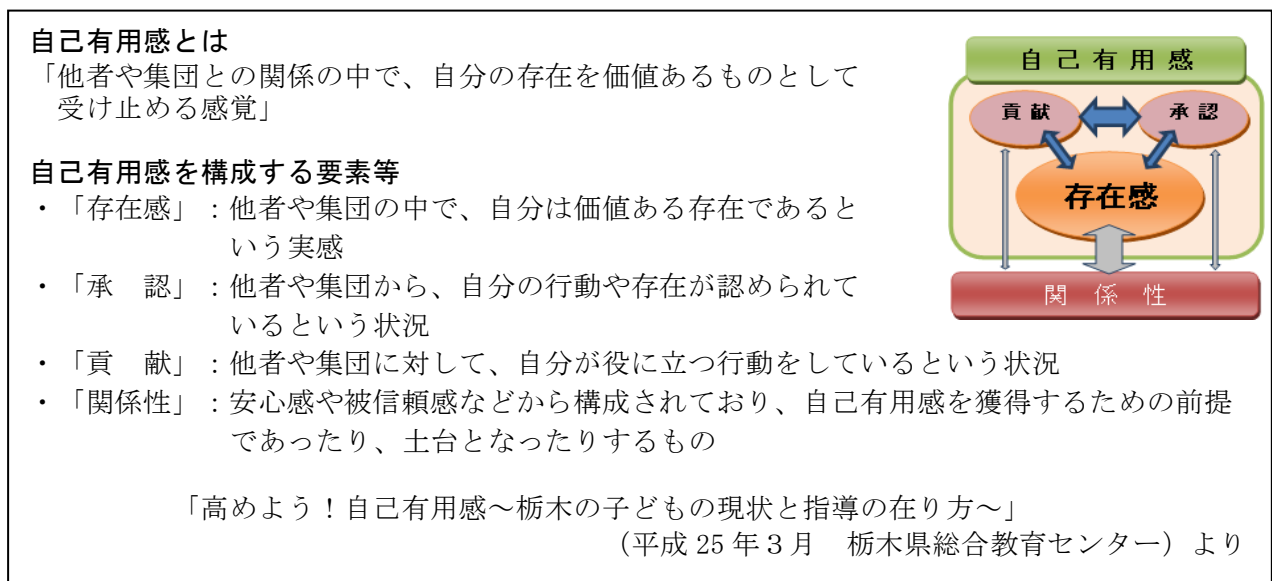 自己有用感とは
「他者や集団との関係の中で、自分の存在を価値あるものとして
受け止める感覚」
自己有用感を構成する要素等
・「存在感」：他者や集団の中で、自分は価値ある存在であると
いう実感
・「承　認」：他者や集団から、自分の行動や存在が認められて
いるという状況
・「貢　献」：他者や集団に対して、自分が役に立つ行動をしているという状況
・「関係性」：安心感や被信頼感などから構成されており、自己有用感を獲得するための前提
であったり、土台となったりするもの
「高めよう！自己有用感～栃木の子どもの現状と指導の在り方～」
（平成 25 年３月　栃木県総合教育センター）より
自 己 有 用 感
貢 献
承 認
存在感
関 係 性